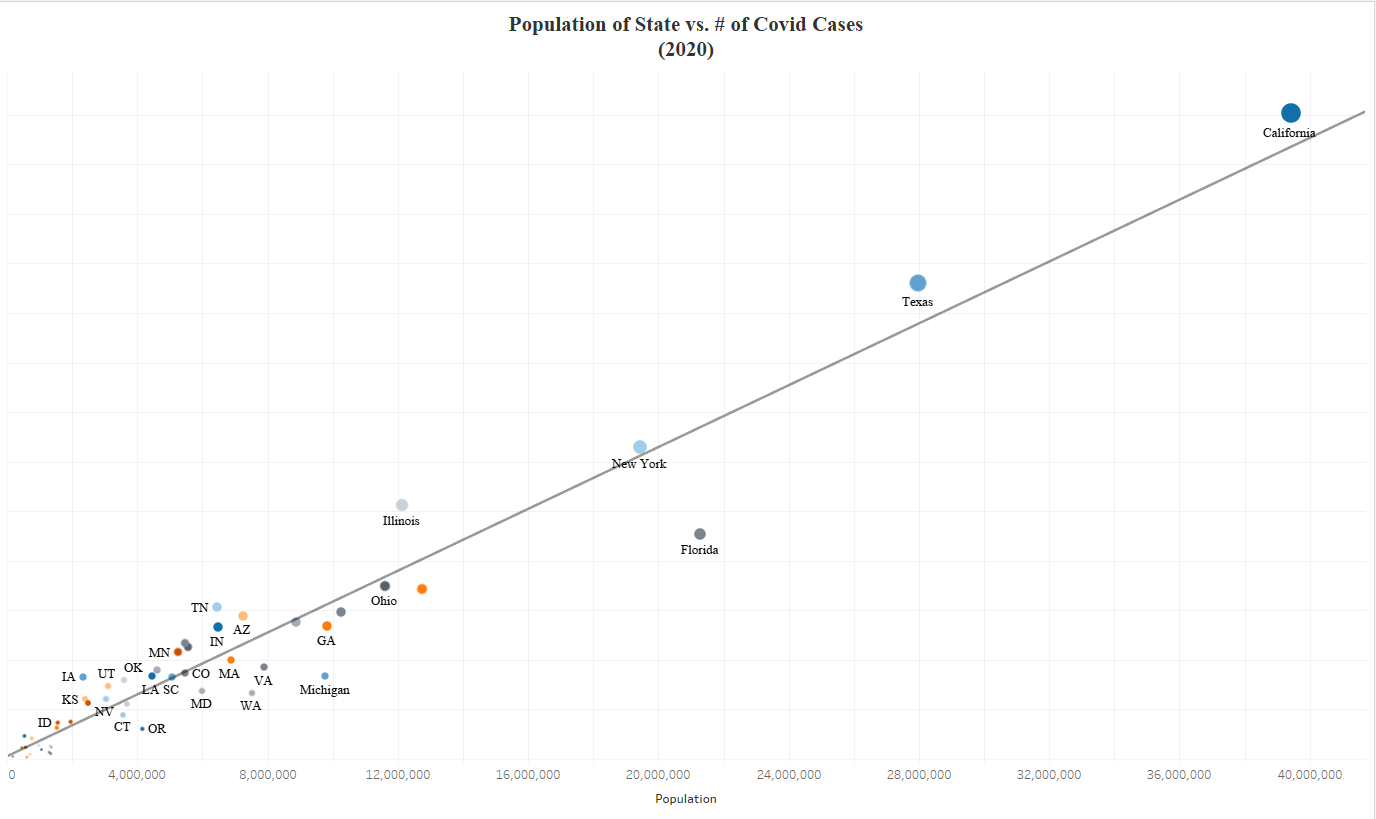 Population of State vs. # of Covid Cases
(2020)
California
Texas
New York
Illinois
Florida
Ohio
TN
AZ
IN
GA
MN
OK
CO
MA
IA
UT
LA SC
Michigan
KS
MD
WA
VA
NV
ID
CT
OR
0
4,000,000
8,000,000
12,000,000
16,000,000
20,000,000
24,000,000
28,000,000
32,000,000
36,000,000
40,000,000
Population